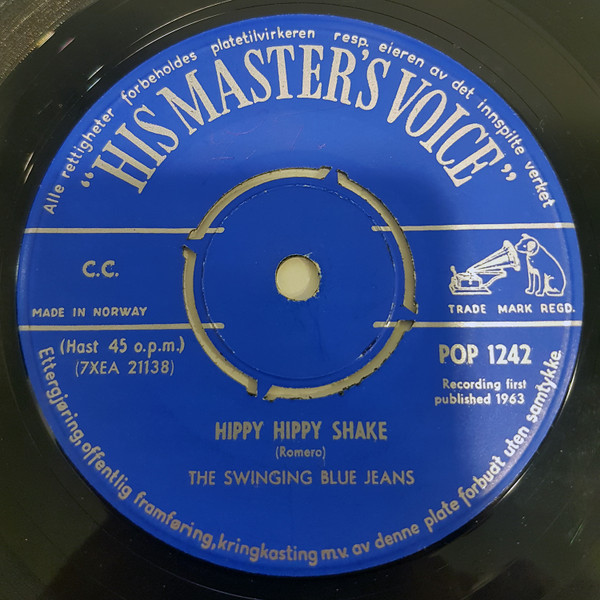 Alle rettigheter forbeholdes platetilvirkeren resp. eieren av det innspilte verket
"HIS MASTER'S VOICE"
C.C.
MADE IN NORWAY
TRADE MARK REGD.
(Hast 45 o.p.m.)
(7XEA 21138)
POP 1242
Recording first
published 1963
HIPPY HIPPY SHAKE
(Romero)
THE SWINGING BLUE JEANS
Ettergjøring, offentlig framføring, kringkasting m.v. av denne plate forbudt uten samtykke.